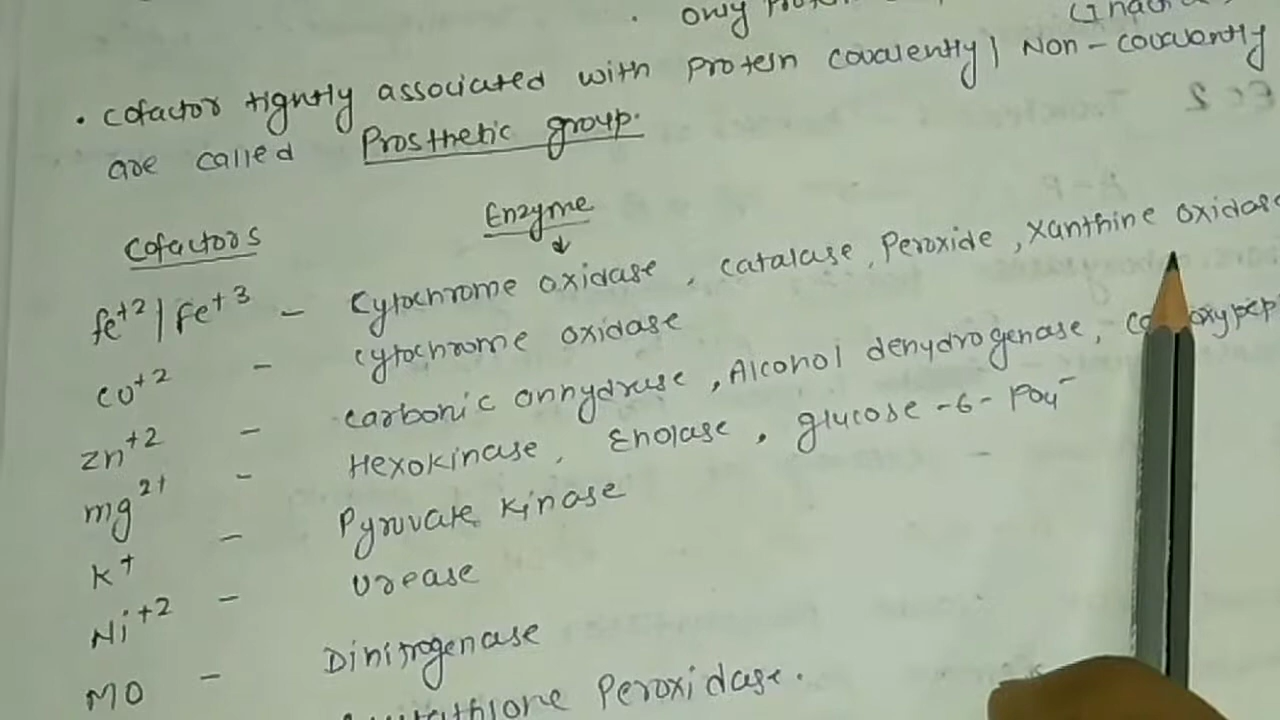 . only
• cofactor tightly associated with Protein covalently | Non-covalently
are called Prosthetic group.
Cofactors Enzyme
Fe+2 | Fe+3 - Cytochrome oxidase, catalase, Peroxide, Xanthine oxidase
CU+2 - cytochrome oxidase
Zn+2 - carbonic anhydrase, Alcohol dehydrogenase,
mg2+ - Hexokinase, Enolase, glucose-6-PO4-
K+ - Pyruvate Kinase
Ni+2 - Urease
MO - Dinitrogenase
Peroxidase.